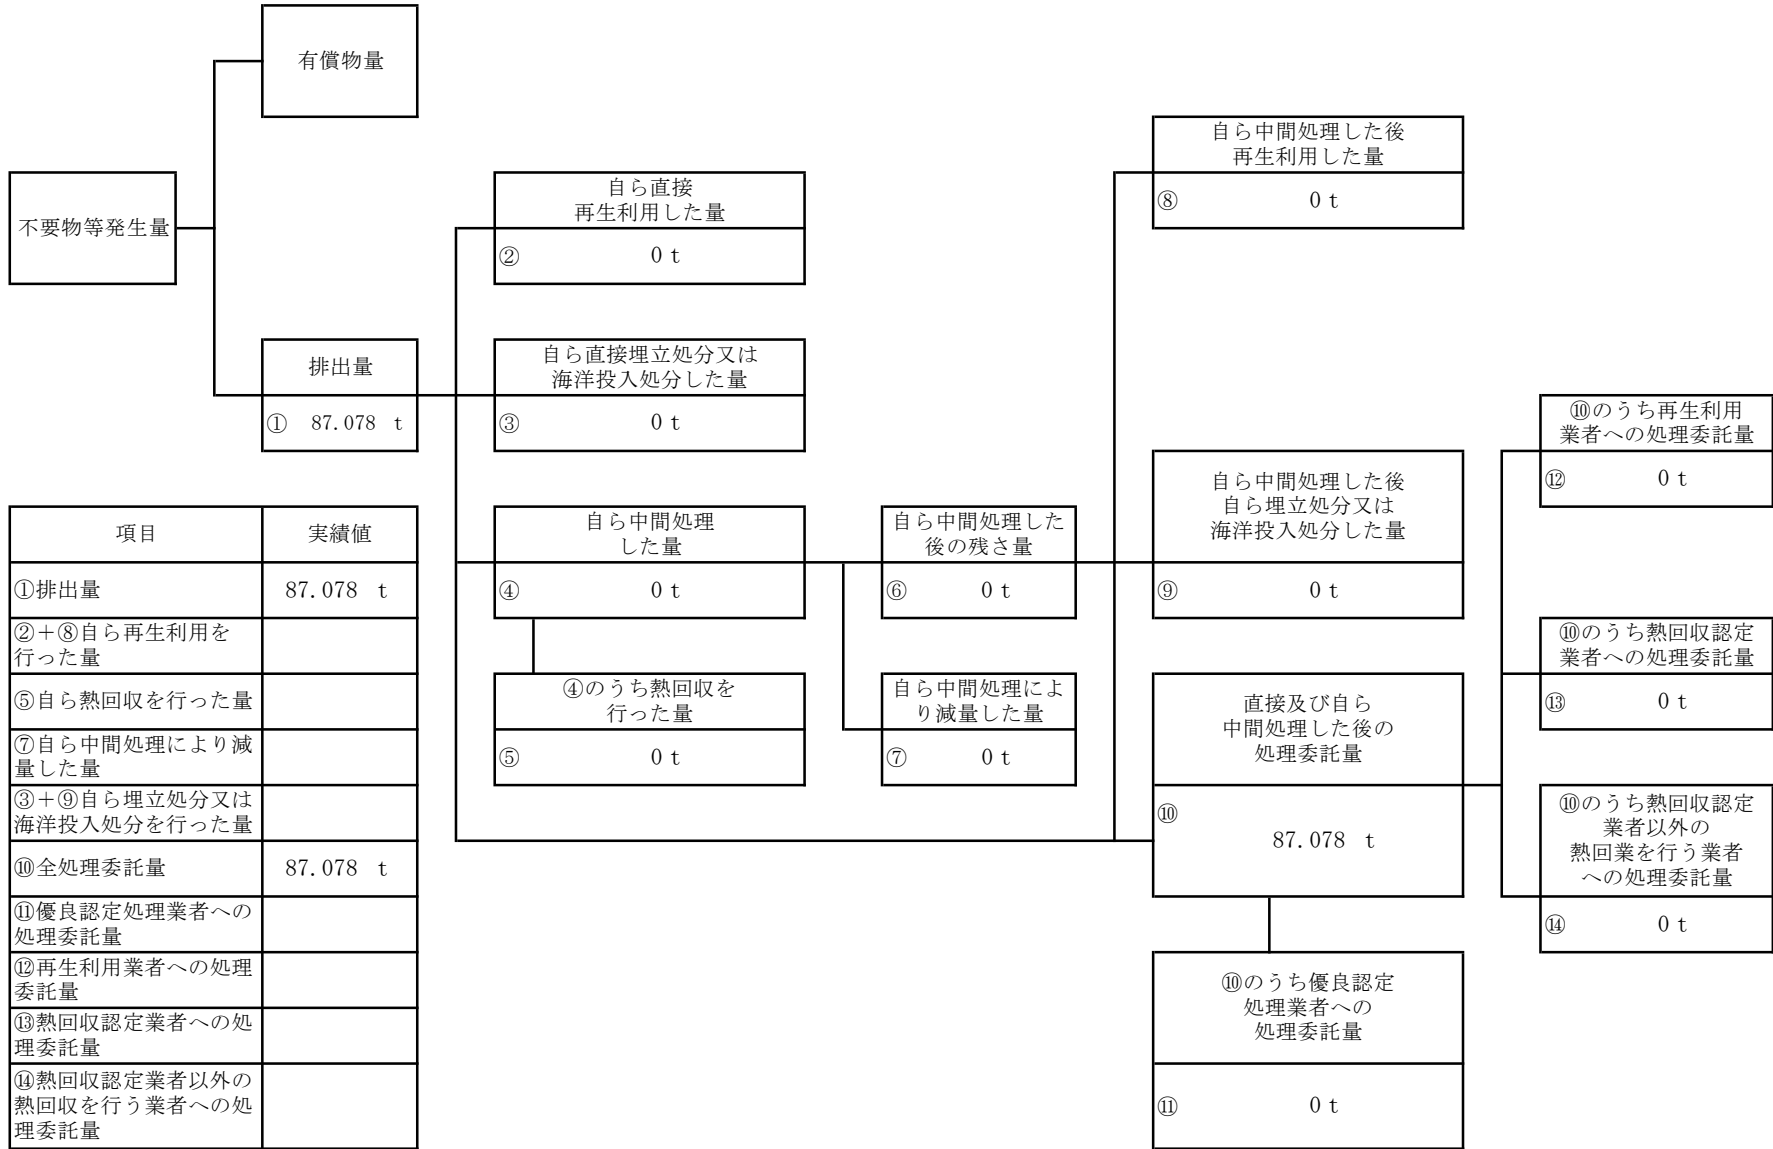 有償物量
不要物等発生量
排出量
① 87.078 t
自ら直接
再生利用した量
② 0 t
自ら直接埋立処分又は
海洋投入処分した量
③ 0 t
自ら中間処理
した量
④ 0 t
④のうち熱回収を
行った量
⑤ 0 t
自ら中間処理した
後の残さ量
⑥ 0 t
自ら中間処理によ
り減量した量
⑦ 0 t
自ら中間処理した後
再生利用した量
⑧ 0 t
自ら中間処理した後
自ら埋立処分又は
海洋投入処分した量
⑨ 0 t
直接及び自ら
中間処理した後の
処理委託量
⑩
87.078 t
⑩のうち優良認定
処理業者への
処理委託量
⑪ 0 t
⑩のうち再生利用
業者への処理委託量
⑫ 0 t
⑩のうち熱回収認定
業者への処理委託量
⑬ 0 t
⑩のうち熱回収認定
業者以外の
熱回業を行う業者
への処理委託量
⑭ 0 t
項目 実績値
①排出量 87.078 t
②＋⑧自ら再生利用を
行った量
⑤自ら熱回収を行った量
⑦自ら中間処理により減
量した量
③＋⑨自ら埋立処分又は
海洋投入処分を行った量
⑩全処理委託量 87.078 t
⑪優良認定処理業者への
処理委託量
⑫再生利用業者への処理
委託量
⑬熱回収認定業者への処
理委託量
⑭熱回収認定業者以外の
熱回収を行う業者への処
理委託量